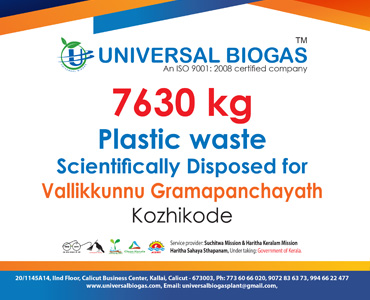 UNIVERSAL BIOGAS TM
An ISO 9001: 2008 certified company
7630 kg
Plastic waste
Scientifically Disposed for
Vallikkunnu Gramapanchayath
Kozhikode
Service provider: Suchitwa Mission & Haritha Keralam Mission
Haritha Sahaya Sthapanam, Undertaking: Government of Kerala.
20/1145A14, IInd Floor, Calicut Business Center, Kallai, Calicut - 673003, Ph: 773 60 66 020, 9072 83 63 73, 994 66 22 477
www.universalbiogas.com, Email: universalbiogasplant@gmail.com,